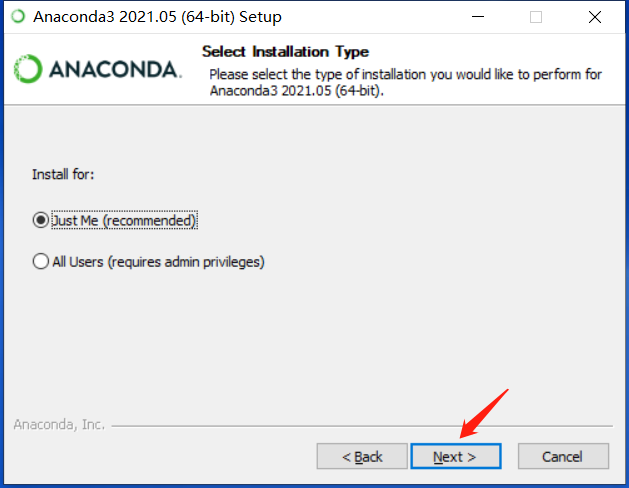 Anaconda3 2021.05 (64-bit) Setup
ANACONDA.
Select Installation Type
Please select the type of installation you would like to perform for
Anaconda3 2021.05 (64-bit).
Install for:
Just Me (recommended)
All Users (requires admin privileges)
Anaconda, Inc.
< Back
Next >
Cancel